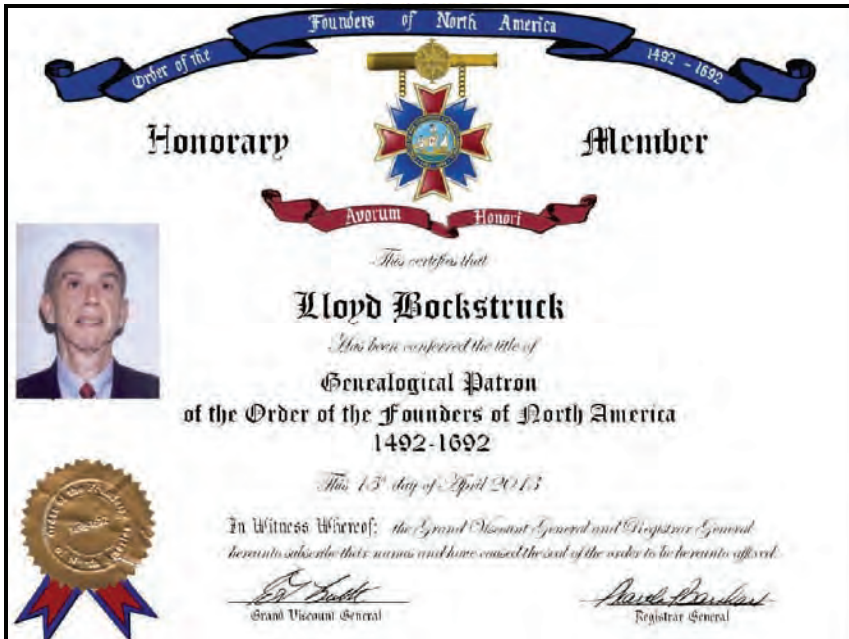 Order of the Founders of North America 1492 - 1692
Honorary Member
Avorum Honori
This certifies that
Lloyd Bockstruck
Has been conferred the title of
Genealogical Patron
of the Order of the Founders of North America
1492-1692
This 13th day of April 2013
In Witness Whereof: the Grand Viscount General and Registrar General
hereunto subscribe their names and have caused the seal of the order to be hereunto affixed.
Grand Viscount General
Registrar General